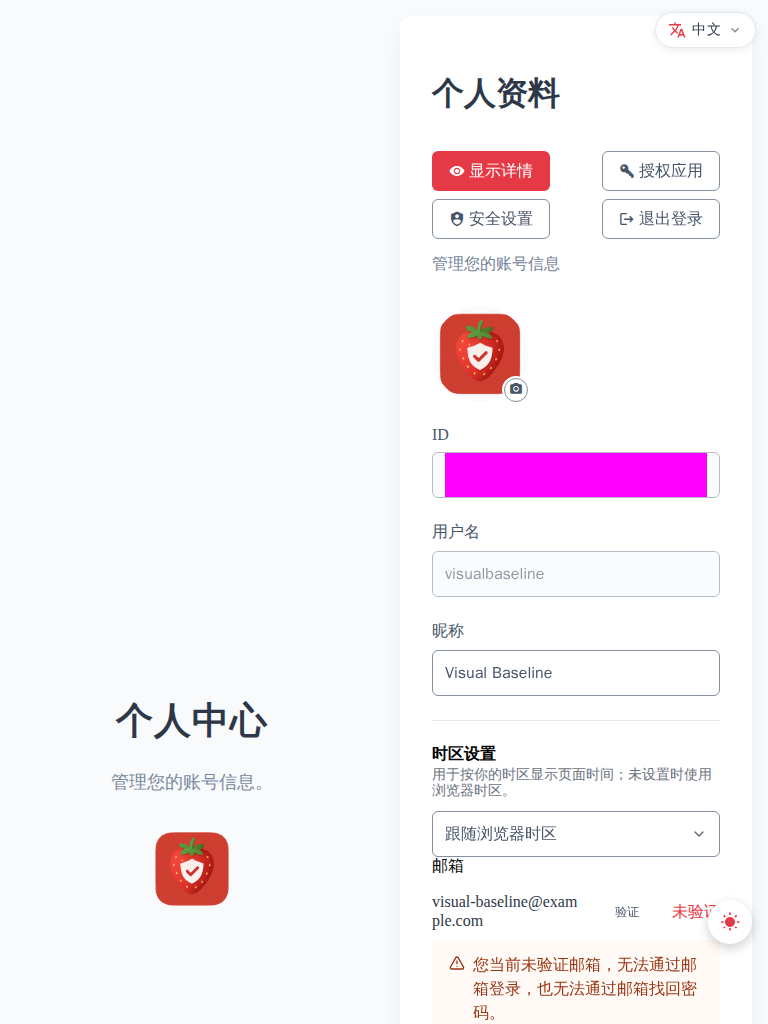 中文
个人资料
显示详情
授权应用
安全设置
退出登录
管理您的账号信息
ID
用户名
visualbaseline
昵称
Visual Baseline
时区设置
用于按你的时区显示页面时间；未设置时使用
浏览器时区。
跟随浏览器时区
邮箱
visual-baseline@exam
ple.com
验证
未验证
您当前未验证邮箱，无法通过邮
箱登录，也无法通过邮箱找回密
码。
个人中心
管理您的账号信息。